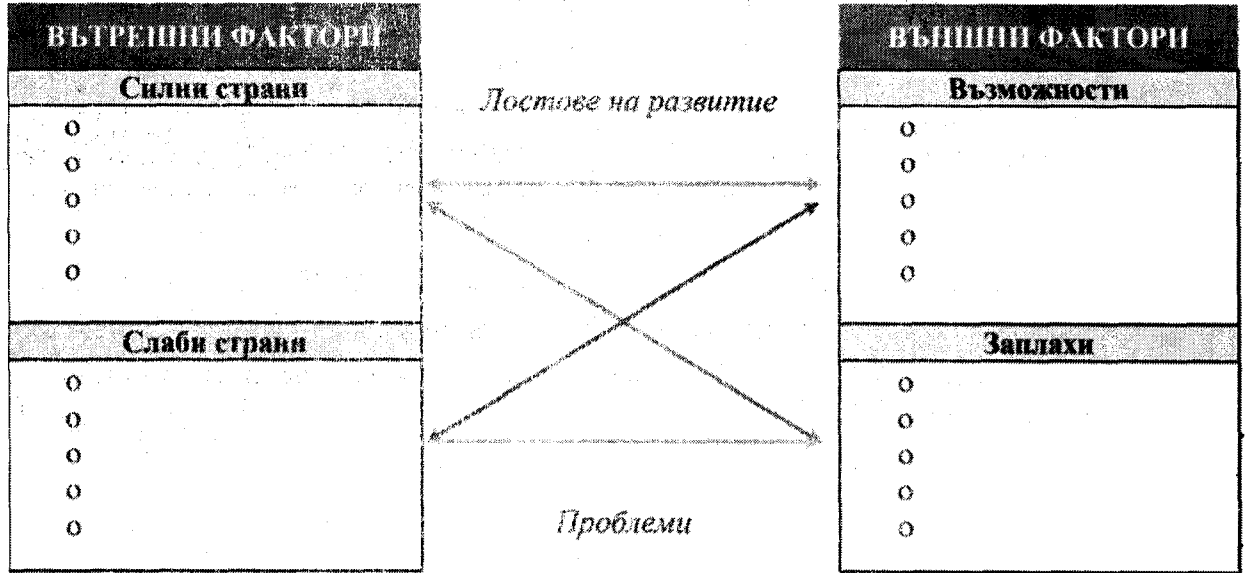 ВЪТРЕШНИ ФАКТОРИ
Силни страни
o
o
o
o
o
Слаби страни
o
o
o
o
o
Лостове на развитие
Проблеми
ВЪНШНИ ФАКТОРИ
Възможности
o
o
o
o
o
Заплахи
o
o
o
o
o